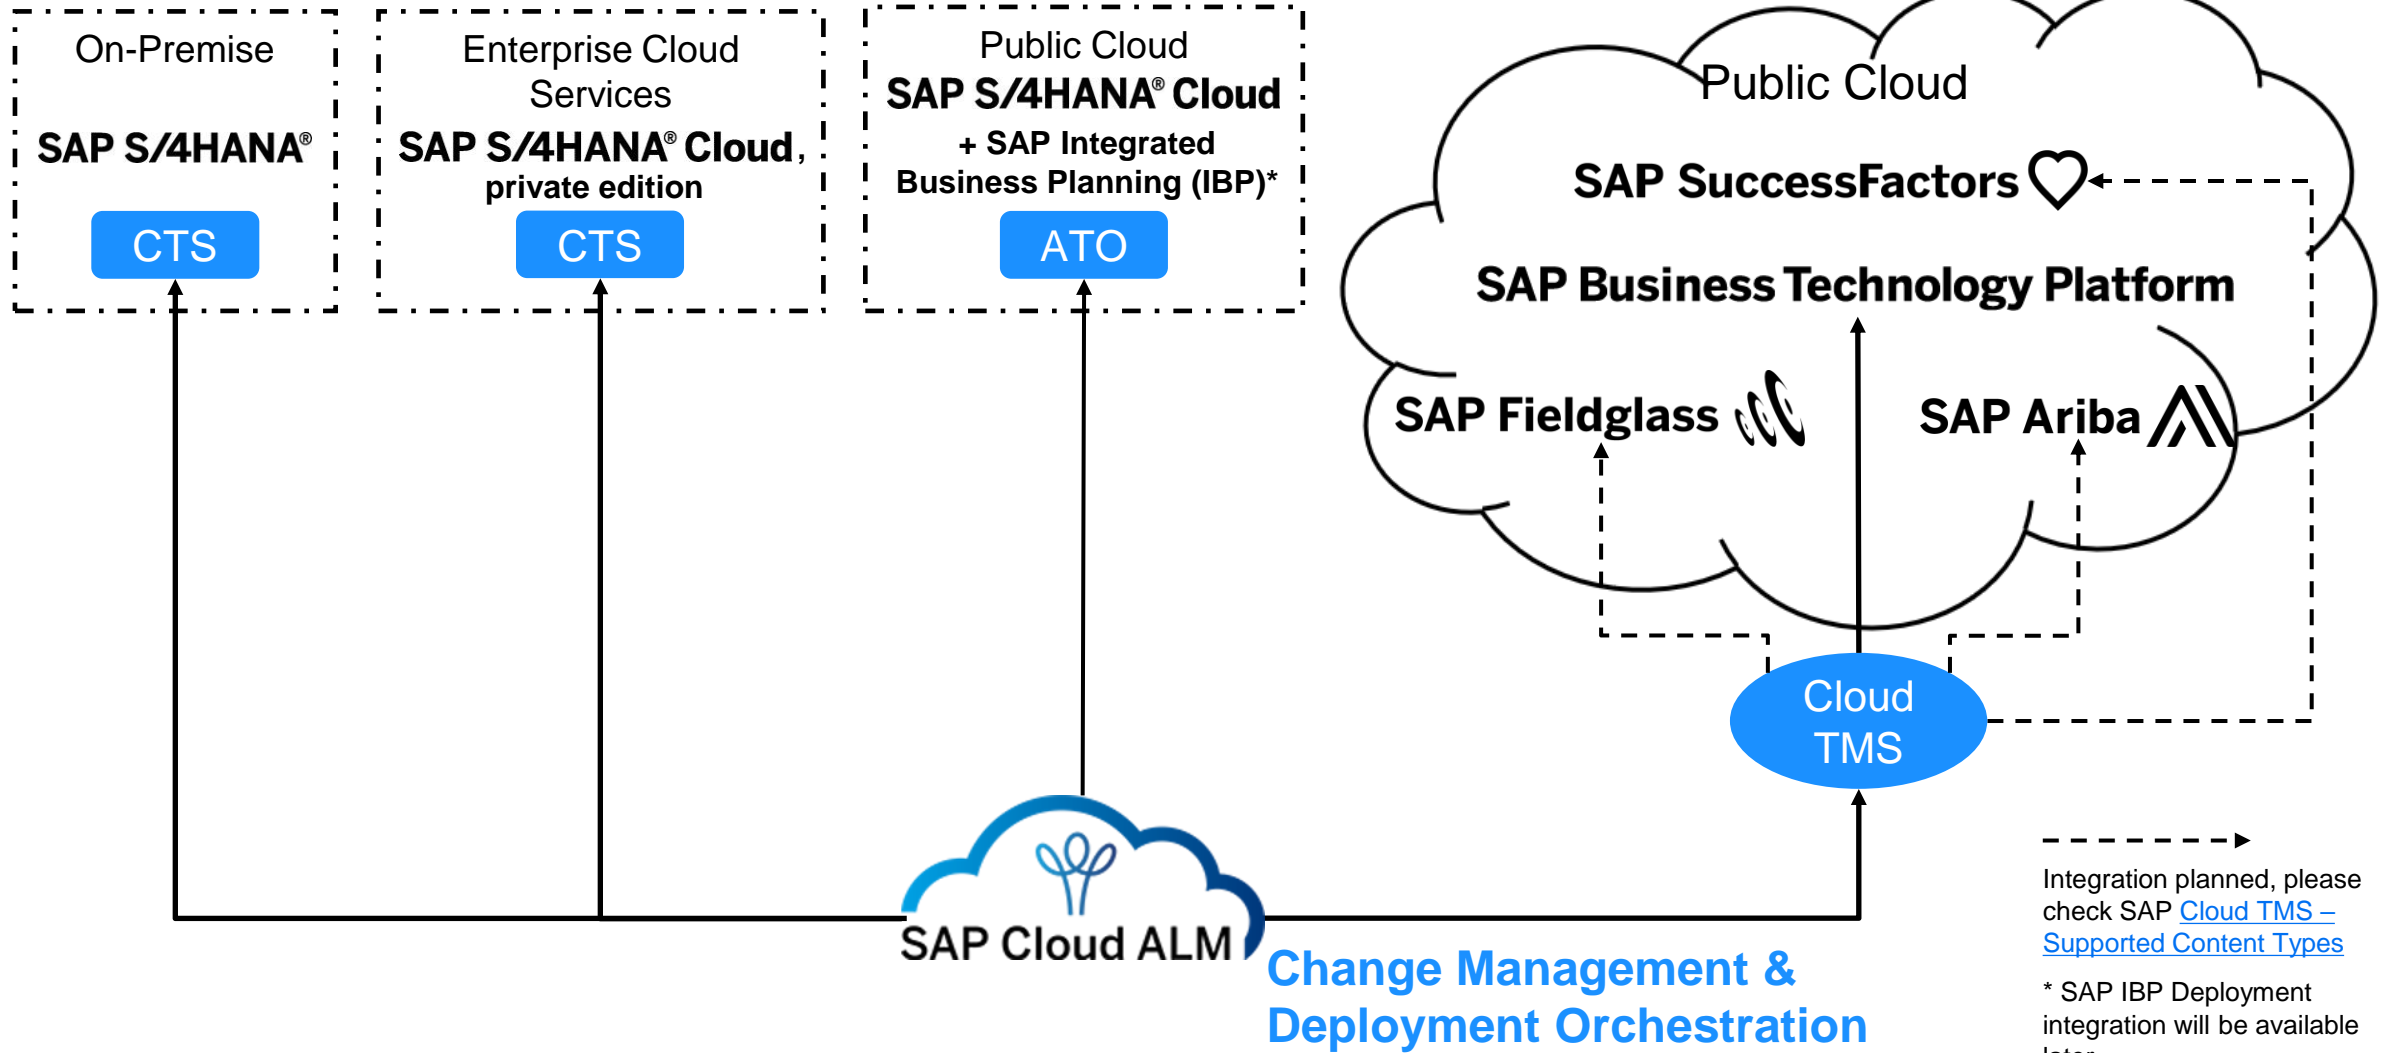 On-Premise
SAP S/4HANA®
CTS
Enterprise Cloud
Services
SAP S/4HANA® Cloud,
private edition
CTS
Public Cloud
SAP S/4HANA® Cloud
+ SAP Integrated
Business Planning (IBP)*
ATO
Public Cloud
SAP SuccessFactors
SAP Business Technology Platform
SAP Fieldglass
SAP Ariba
Cloud
TMS
SAP Cloud ALM
Change Management &
Deployment Orchestration
Integration planned, please
check SAP Cloud TMS –
Supported Content Types
* SAP IBP Deployment
integration will be available